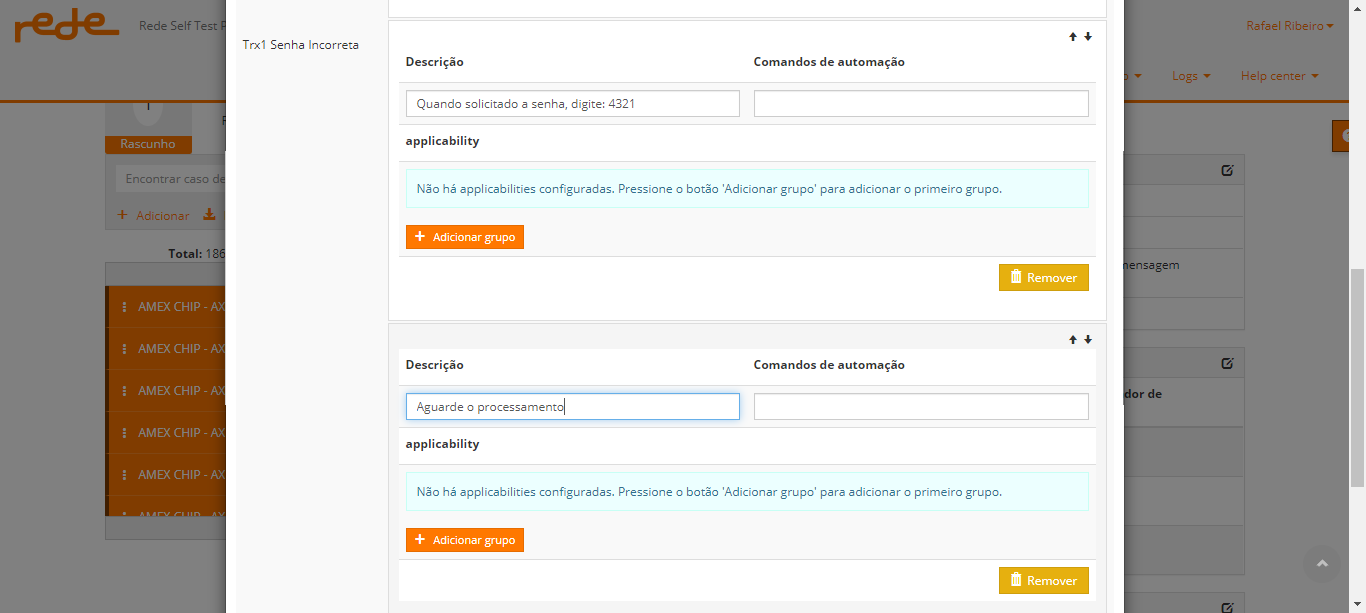 rede
Rede Self Test P
Rafael Ribeiro
Logs
Help center
Rascunho
Encontrar caso de
Adicionar
Total: 186
AMEX CHIP - AX
AMEX CHIP - AX
AMEX CHIP - AX
AMEX CHIP - AX
AMEX CHIP - AX
AMEX CHIP - AX
Trx1 Senha Incorreta
Descrição Comandos de automação
Quando solicitado a senha, digite: 4321
applicability
Não há applicabilities configuradas. Pressione o botão 'Adicionar grupo' para adicionar o primeiro grupo.
Adicionar grupo
Remover
Descrição Comandos de automação
Aguarde o processamento
applicability
Não há applicabilities configuradas. Pressione o botão 'Adicionar grupo' para adicionar o primeiro grupo.
Adicionar grupo
Remover
mensagem
dor de